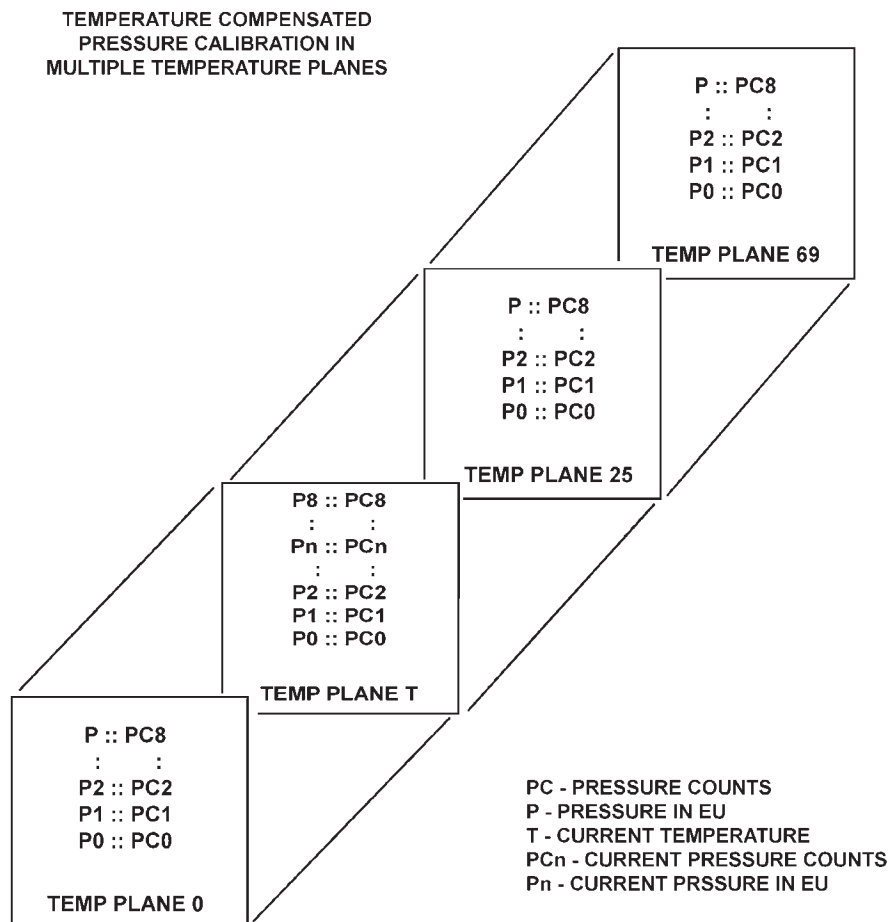 TEMPERATURE COMPENSATED
PRESSURE CALIBRATION IN
MULTIPLE TEMPERATURE PLANES
P :: PC8
: :
P2 :: PC2
P1 :: PC1
P0 :: PC0
TEMP PLANE 69
P :: PC8
: :
P2 :: PC2
P1 :: PC1
P0 :: PC0
TEMP PLANE 25
P8 :: PC8
: :
Pn :: PCn
: :
P2 :: PC2
P1 :: PC1
P0 :: PC0
TEMP PLANE T
P :: PC8
: :
P2 :: PC2
P1 :: PC1
P0 :: PC0
TEMP PLANE 0
PC - PRESSURE COUNTS
P - PRESSURE IN EU
T - CURRENT TEMPERATURE
PCn - CURRENT PRESSURE COUNTS
Pn - CURRENT PRSSURE IN EU